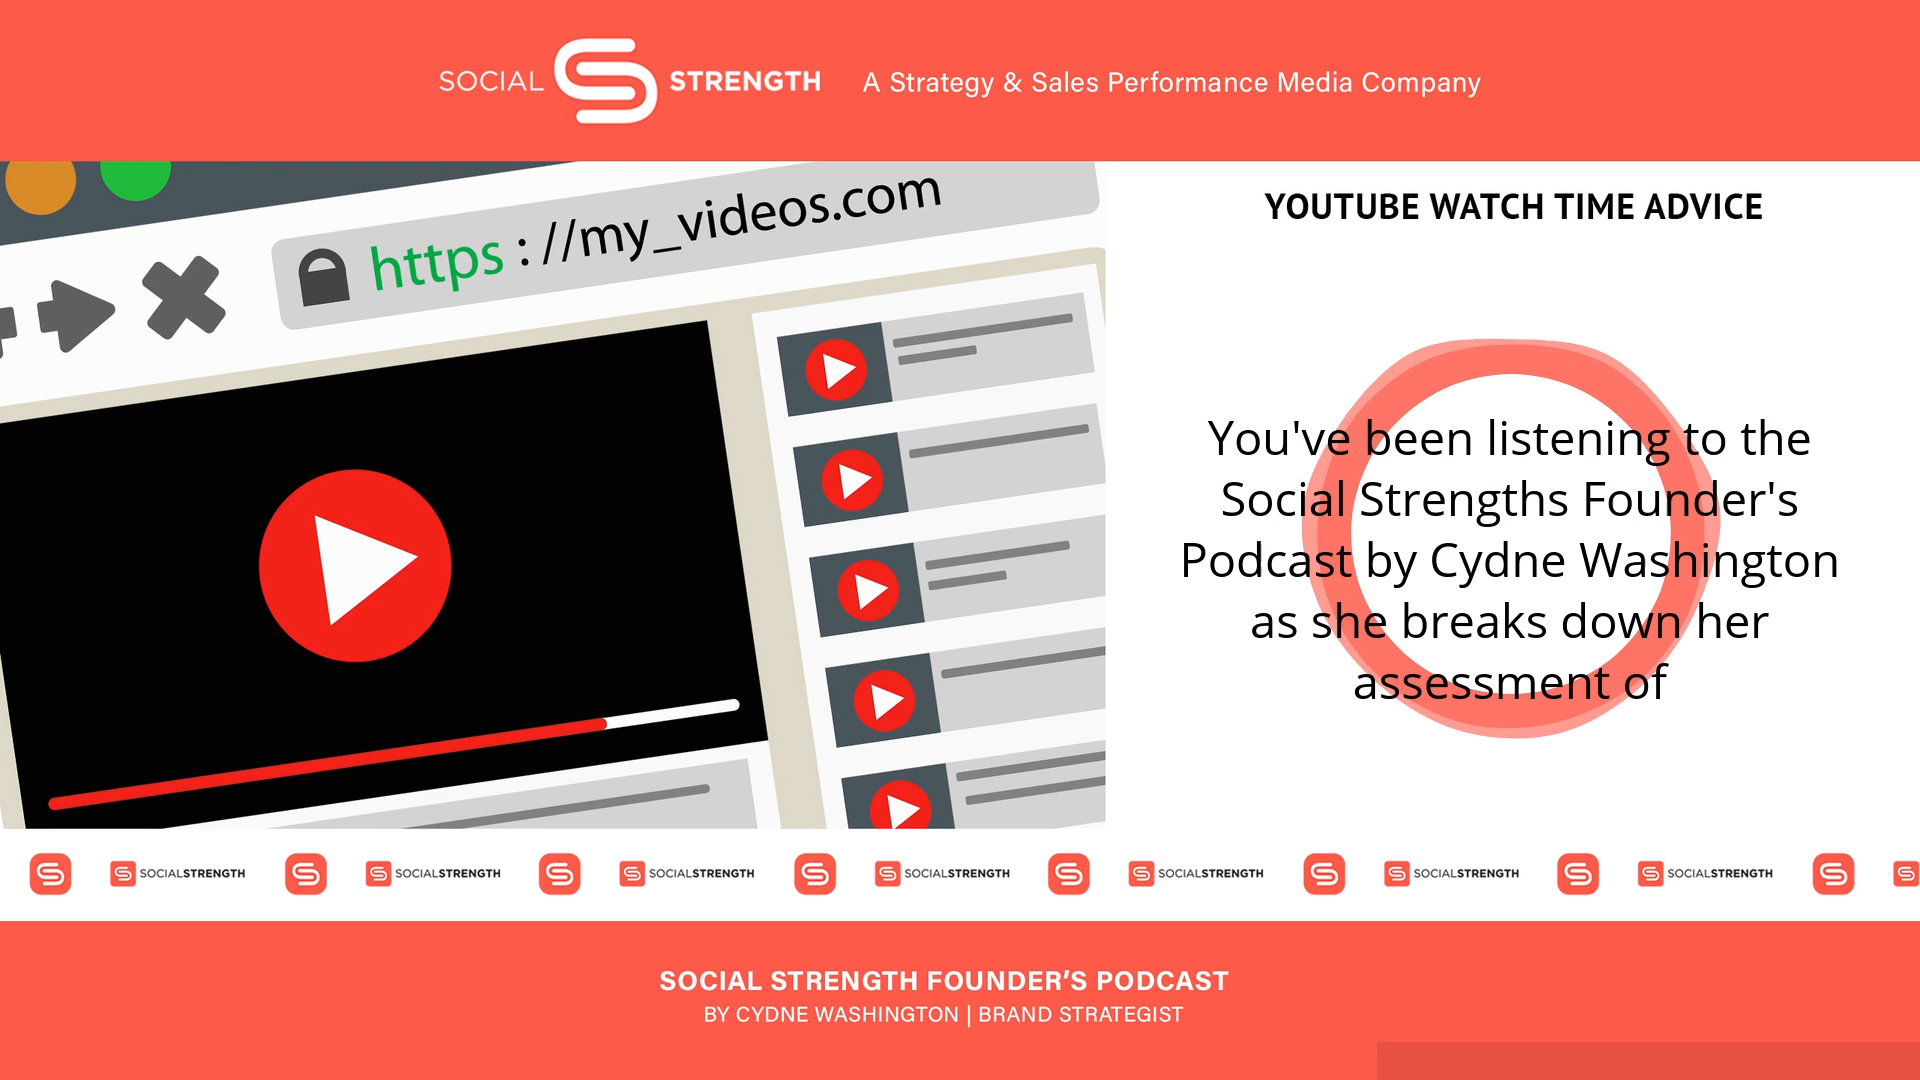 SOCIAL STRENGTH A Strategy & Sales Performance Media Company
https://my_videos.com
YOUTUBE WATCH TIME ADVICE
You've been listening to the
Social Strengths Founder's
Podcast by Cydne Washington
as she breaks down her
assessment of
SOCIALSTRENGTH SOCIALSTRENGTH SOCIALSTRENGTH SOCIALSTRENGTH SOCIALSTRENGTH SOCIALSTRENGTH SOCIALSTRENGTH
SOCIAL STRENGTH FOUNDER’S PODCAST
BY CYDNE WASHINGTON | BRAND STRATEGIST